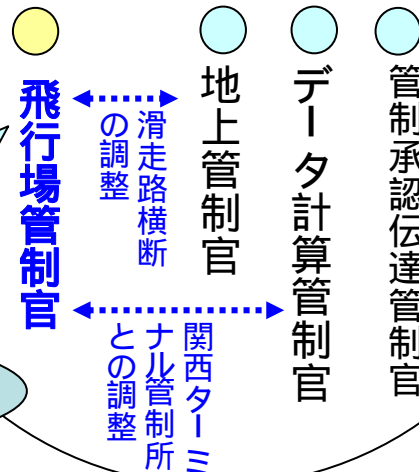 管制承認伝達管制官
データ計算管制官
地上管制官
滑走路横断
の調整
飛行場管制官
関西ターミ
ナル管制所
との調整